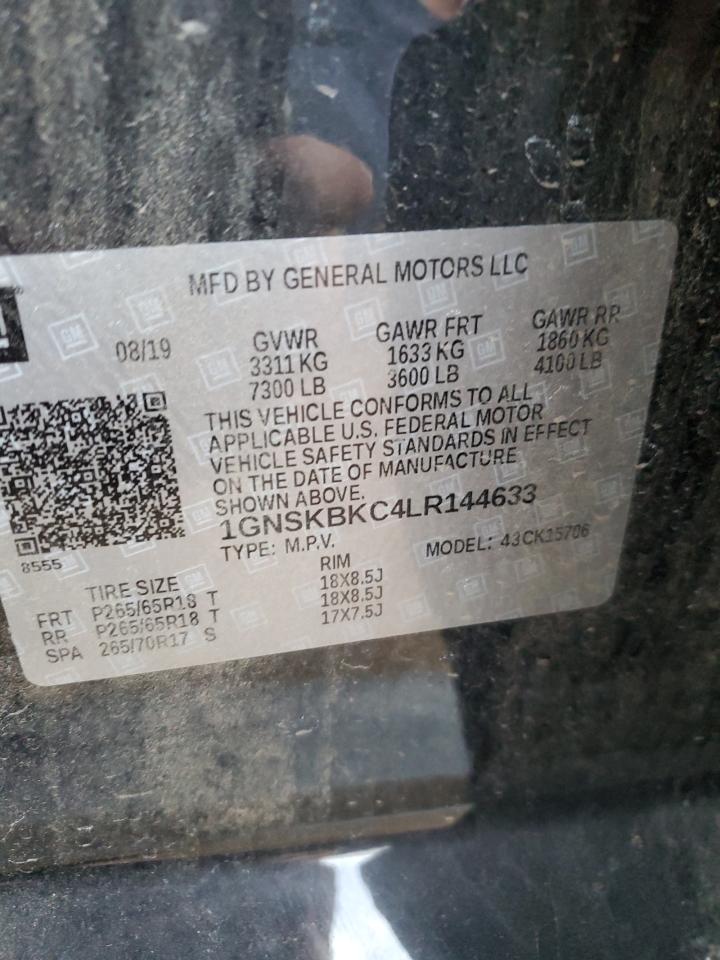 MFD BY GENERAL MOTORS LLC
08/19
GVWR
3311 KG
7300 LB
GAWR FRT
1633 KG
3600 LB
GAWR RR
1860 KG
4100 LB
THIS VEHICLE CONFORMS TO ALL
APPLICABLE U.S. FEDERAL MOTOR
VEHICLE SAFETY STANDARDS IN EFFECT
ON THE DATE OF MANUFACTURE
SHOWN ABOVE.
1GNSKBKC4LR144633
TYPE: M.P.V. MODEL: 43CK15706
8555
TIRE SIZE RIM
FRT P265/65R18 T 18X8.5J
RR P265/65R18 T 18X8.5J
SPA 265/70R17 S 17X7.5J